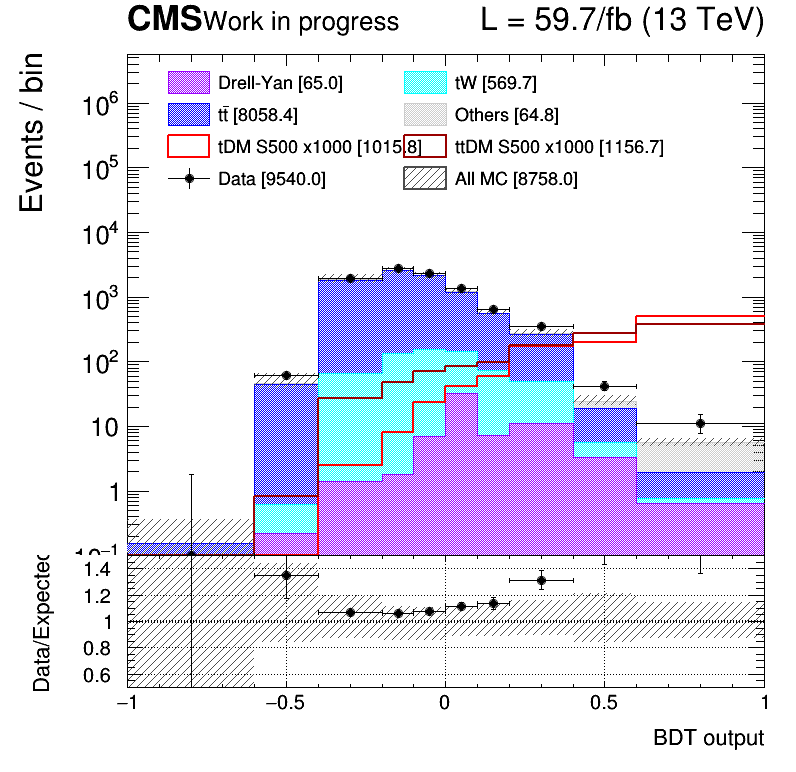 CMS Work in progress L = 59.7/fb (13 TeV)
Events / bin
Drell-Yan [65.0] tW [569.7]
tt̄ [8058.4] Others [64.8]
tDM S500 x1000 [1015.8] ttDM S500 x1000 [1156.7]
Data [9540.0] All MC [8758.0]
10⁶
10⁵
10⁴
10³
10²
10
1
10⁻¹
Data/Expected
1.4
1.2
1
0.8
0.6
−1 −0.5 0 0.5 1
BDT output